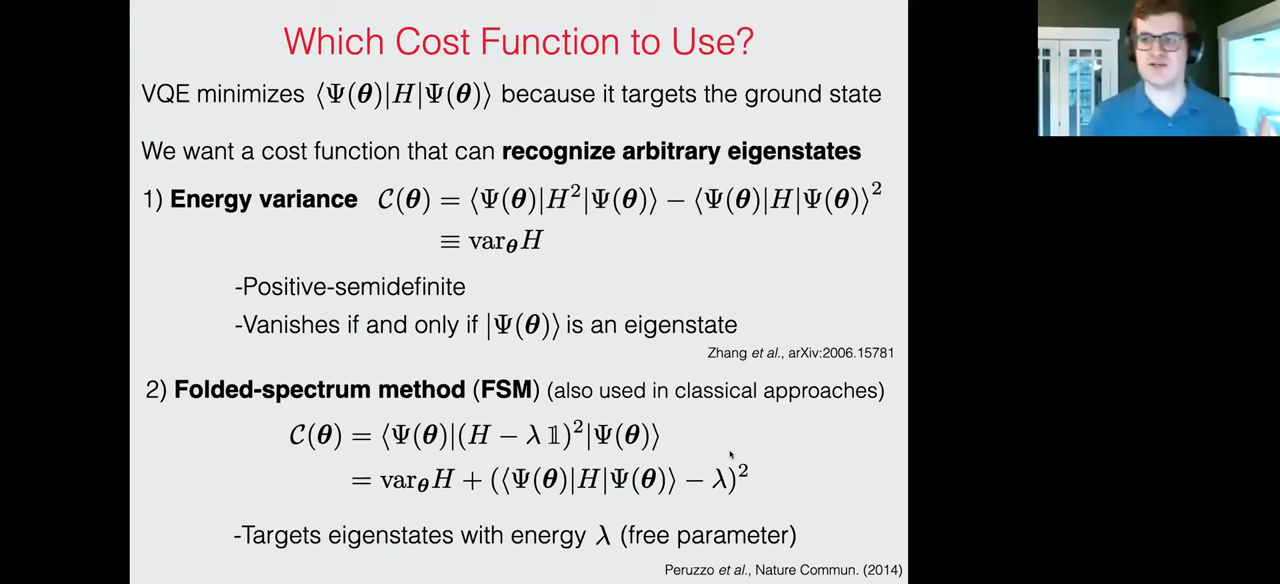 Which Cost Function to Use?
VQE minimizes ⟨Ψ(θ)|H|Ψ(θ)⟩ because it targets the ground state
We want a cost function that can recognize arbitrary eigenstates
1) Energy variance C(θ) = ⟨Ψ(θ)|H²|Ψ(θ)⟩ − ⟨Ψ(θ)|H|Ψ(θ)⟩²
≡ var_θ H
-Positive-semidefinite
-Vanishes if and only if |Ψ(θ)⟩ is an eigenstate
Zhang et al., arXiv:2006.15781
2) Folded-spectrum method (FSM) (also used in classical approaches)
C(θ) = ⟨Ψ(θ)|(H − λ 𝟙)²|Ψ(θ)⟩
= var_θ H + (⟨Ψ(θ)|H|Ψ(θ)⟩ − λ)²
-Targets eigenstates with energy λ (free parameter)
Peruzzo et al., Nature Commun. (2014)